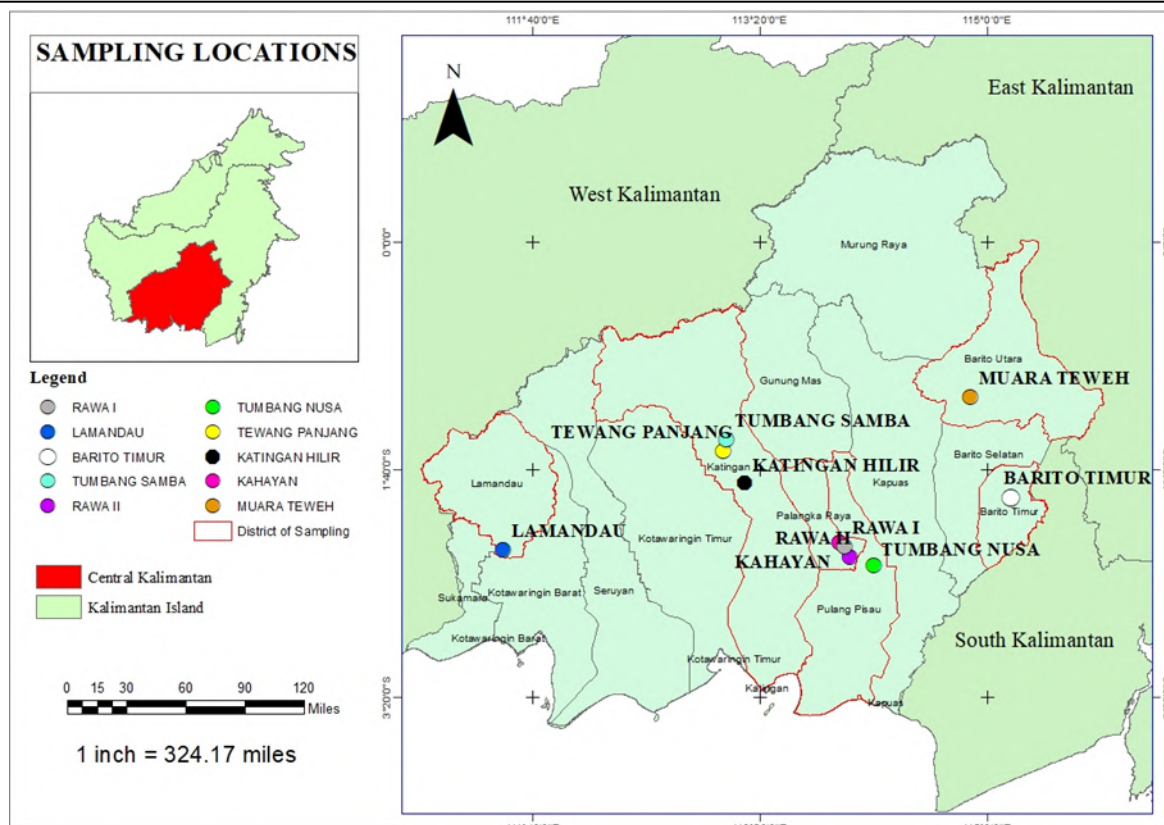 SAMPLING LOCATIONS
Legend
RAWA I
LAMANDAU
BARITO TIMUR
TUMBANG SAMBA
RAWA II
TUMBANG NUSA
TEWANG PANJANG
KATINGAN HILIR
KAHAYAN
MUARA TEWEH
District of Sampling
Central Kalimantan
Kalimantan Island
0 15 30 60 90 120
Miles
1 inch = 324.17 miles
111°40'0"E 113°20'0"E 115°0'0"E
N
East Kalimantan
West Kalimantan
0°0'0"
Murung Raya
Barito Utara
MUARA TEWEH
Gunung Mas
TUMBANG SAMBA
TEWANG PANJANG
Barito Selatan
KATINGAN HILIR
Katingan
1°40'0"S
Kapuas
BARITO TIMUR
Barito Timur
Lamandau
Palangka Raya
RAWA I
LAMANDAU
Kotawaringin Timur
RAWA II
TUMBANG NUSA
KAHAYAN
Sukamara
Kotawaringin Barat
Seruyan
Pulang Pisau
Kotawaringin Barat
South Kalimantan
Kotawaringin Timur
Katingan
3°20'0"S
Kapuas